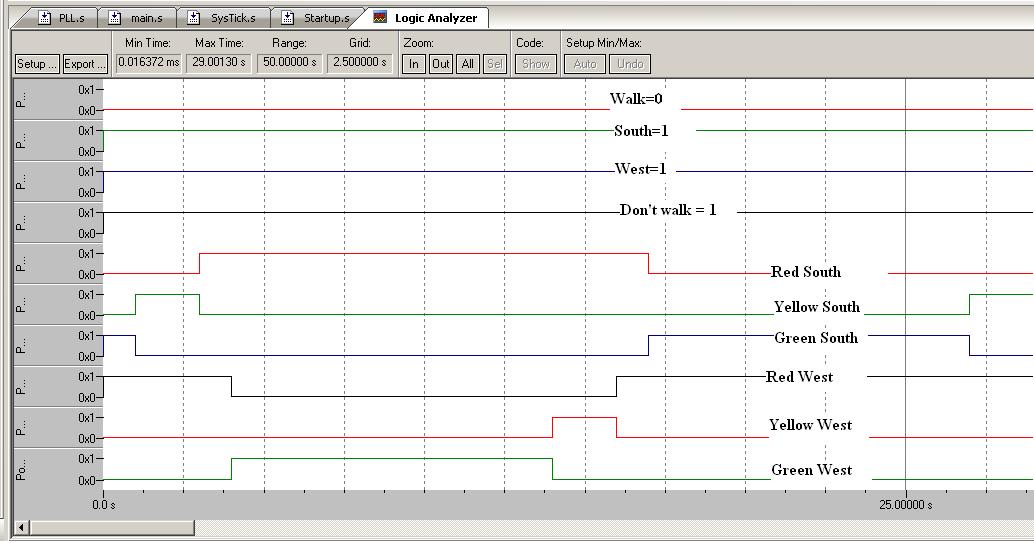 PLL.s main.s SysTick.s Startup.s Logic Analyzer
Min Time: Max Time: Range: Grid: Zoom: Code: Setup Min/Max:
Setup ... Export ... 0.016372 ms 29.00130 s 50.00000 s 2.500000 s In Out All Sel Show Auto Undo
P... 0x1
0x0
Walk=0
P... 0x1
0x0
South=1
P... 0x1
0x0
West=1
P... 0x1
0x0
Don't walk = 1
P... 0x1
0x0
Red South
P... 0x1
0x0
Yellow South
P... 0x1
0x0
Green South
P... 0x1
0x0
Red West
P... 0x1
0x0
Yellow West
Po... 0x1
0x0
Green West
0.0 s 25.00000 s